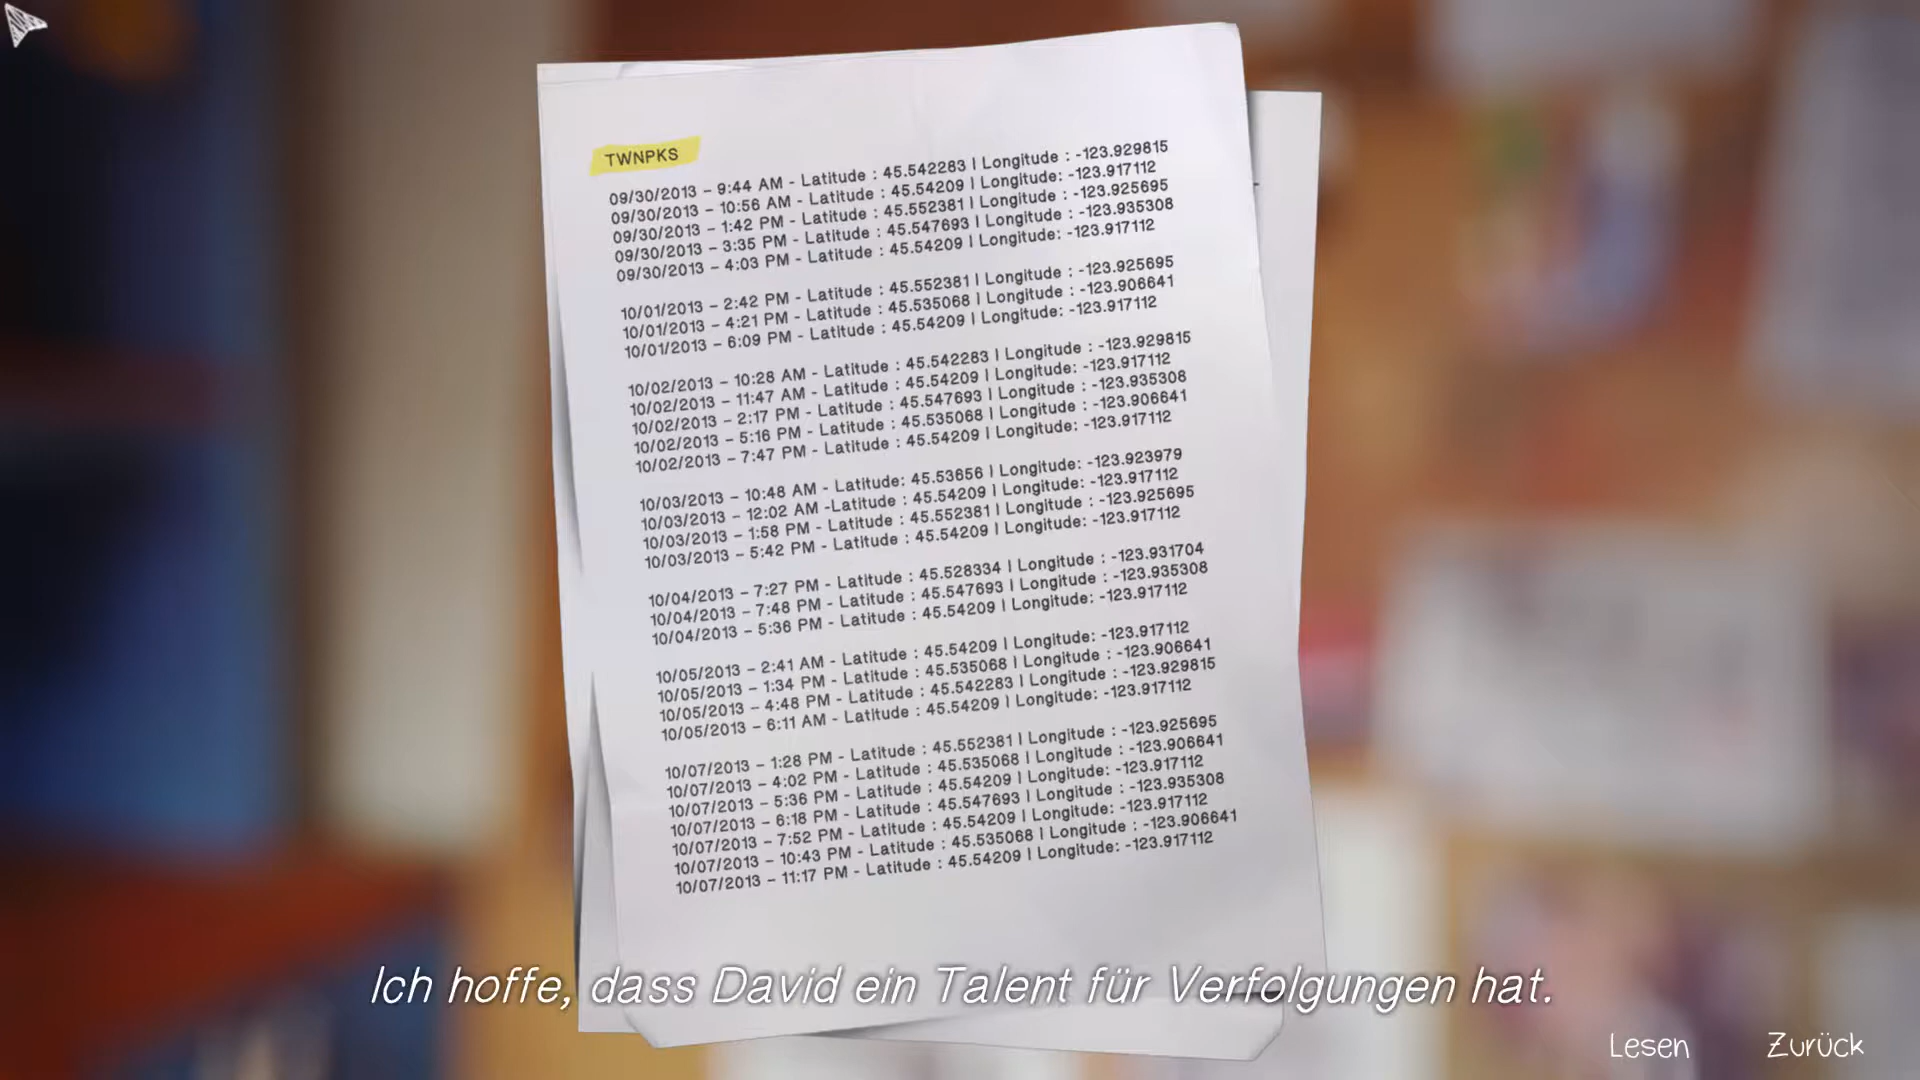 TWNPKS
09/30/2013 – 9:44 AM - Latitude : 45.542283 | Longitude : -123.929815
09/30/2013 – 10:56 AM - Latitude : 45.54209 | Longitude: -123.917112
09/30/2013 – 1:42 PM - Latitude : 45.552381 | Longitude : -123.925695
09/30/2013 – 3:35 PM - Latitude : 45.547693 | Longitude : -123.935308
09/30/2013 – 4:03 PM - Latitude : 45.54209 | Longitude: -123.917112
10/01/2013 – 2:42 PM - Latitude : 45.552381 | Longitude : -123.925695
10/01/2013 – 4:21 PM - Latitude : 45.535068 | Longitude : -123.906641
10/01/2013 – 6:09 PM - Latitude : 45.54209 | Longitude: -123.917112
10/02/2013 – 10:28 AM - Latitude : 45.542283 | Longitude : -123.929815
10/02/2013 – 11:47 AM - Latitude : 45.54209 | Longitude: -123.917112
10/02/2013 – 2:17 PM - Latitude : 45.547693 | Longitude : -123.935308
10/02/2013 – 5:16 PM - Latitude : 45.535068 | Longitude : -123.906641
10/02/2013 – 7:47 PM - Latitude : 45.54209 | Longitude: -123.917112
10/03/2013 – 10:48 AM - Latitude: 45.53656 | Longitude: -123.923979
10/03/2013 – 12:02 AM -Latitude : 45.54209 | Longitude: -123.917112
10/03/2013 – 1:58 PM - Latitude : 45.552381 | Longitude : -123.925695
10/03/2013 – 5:42 PM - Latitude : 45.54209 | Longitude: -123.917112
10/04/2013 – 7:27 PM - Latitude : 45.528334 | Longitude : -123.931704
10/04/2013 – 7:48 PM - Latitude : 45.547693 | Longitude : -123.935308
10/04/2013 – 5:36 PM - Latitude : 45.54209 | Longitude: -123.917112
10/05/2013 – 2:41 AM - Latitude : 45.54209 | Longitude: -123.917112
10/05/2013 – 1:34 PM - Latitude : 45.535068 | Longitude : -123.906641
10/05/2013 – 4:48 PM - Latitude : 45.542283 | Longitude : -123.929815
10/05/2013 – 6:11 AM - Latitude : 45.54209 | Longitude: -123.917112
10/07/2013 – 1:28 PM - Latitude : 45.552381 | Longitude : -123.925695
10/07/2013 – 4:02 PM - Latitude : 45.535068 | Longitude : -123.906641
10/07/2013 – 5:36 PM - Latitude : 45.54209 | Longitude: -123.917112
10/07/2013 – 6:18 PM - Latitude : 45.547693 | Longitude : -123.935308
10/07/2013 – 7:52 PM - Latitude : 45.54209 | Longitude: -123.917112
10/07/2013 – 10:43 PM - Latitude : 45.535068 | Longitude : -123.906641
10/07/2013 – 11:17 PM - Latitude : 45.54209 | Longitude: -123.917112
Ich hoffe, dass David ein Talent für Verfolgungen hat.
Lesen Zurück